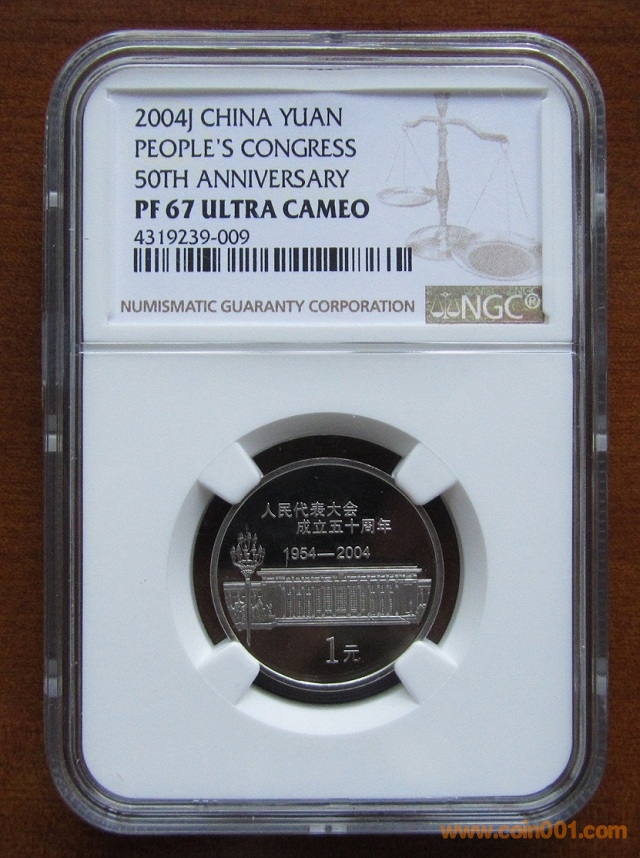 2004J CHINA YUAN
PEOPLE'S CONGRESS
50TH ANNIVERSARY
PF 67 ULTRA CAMEO
4319239-009
NUMISMATIC GUARANTY CORPORATION
NGC®
人民代表大会
成立五十周年
1954—2004
1元
www.coin001.com